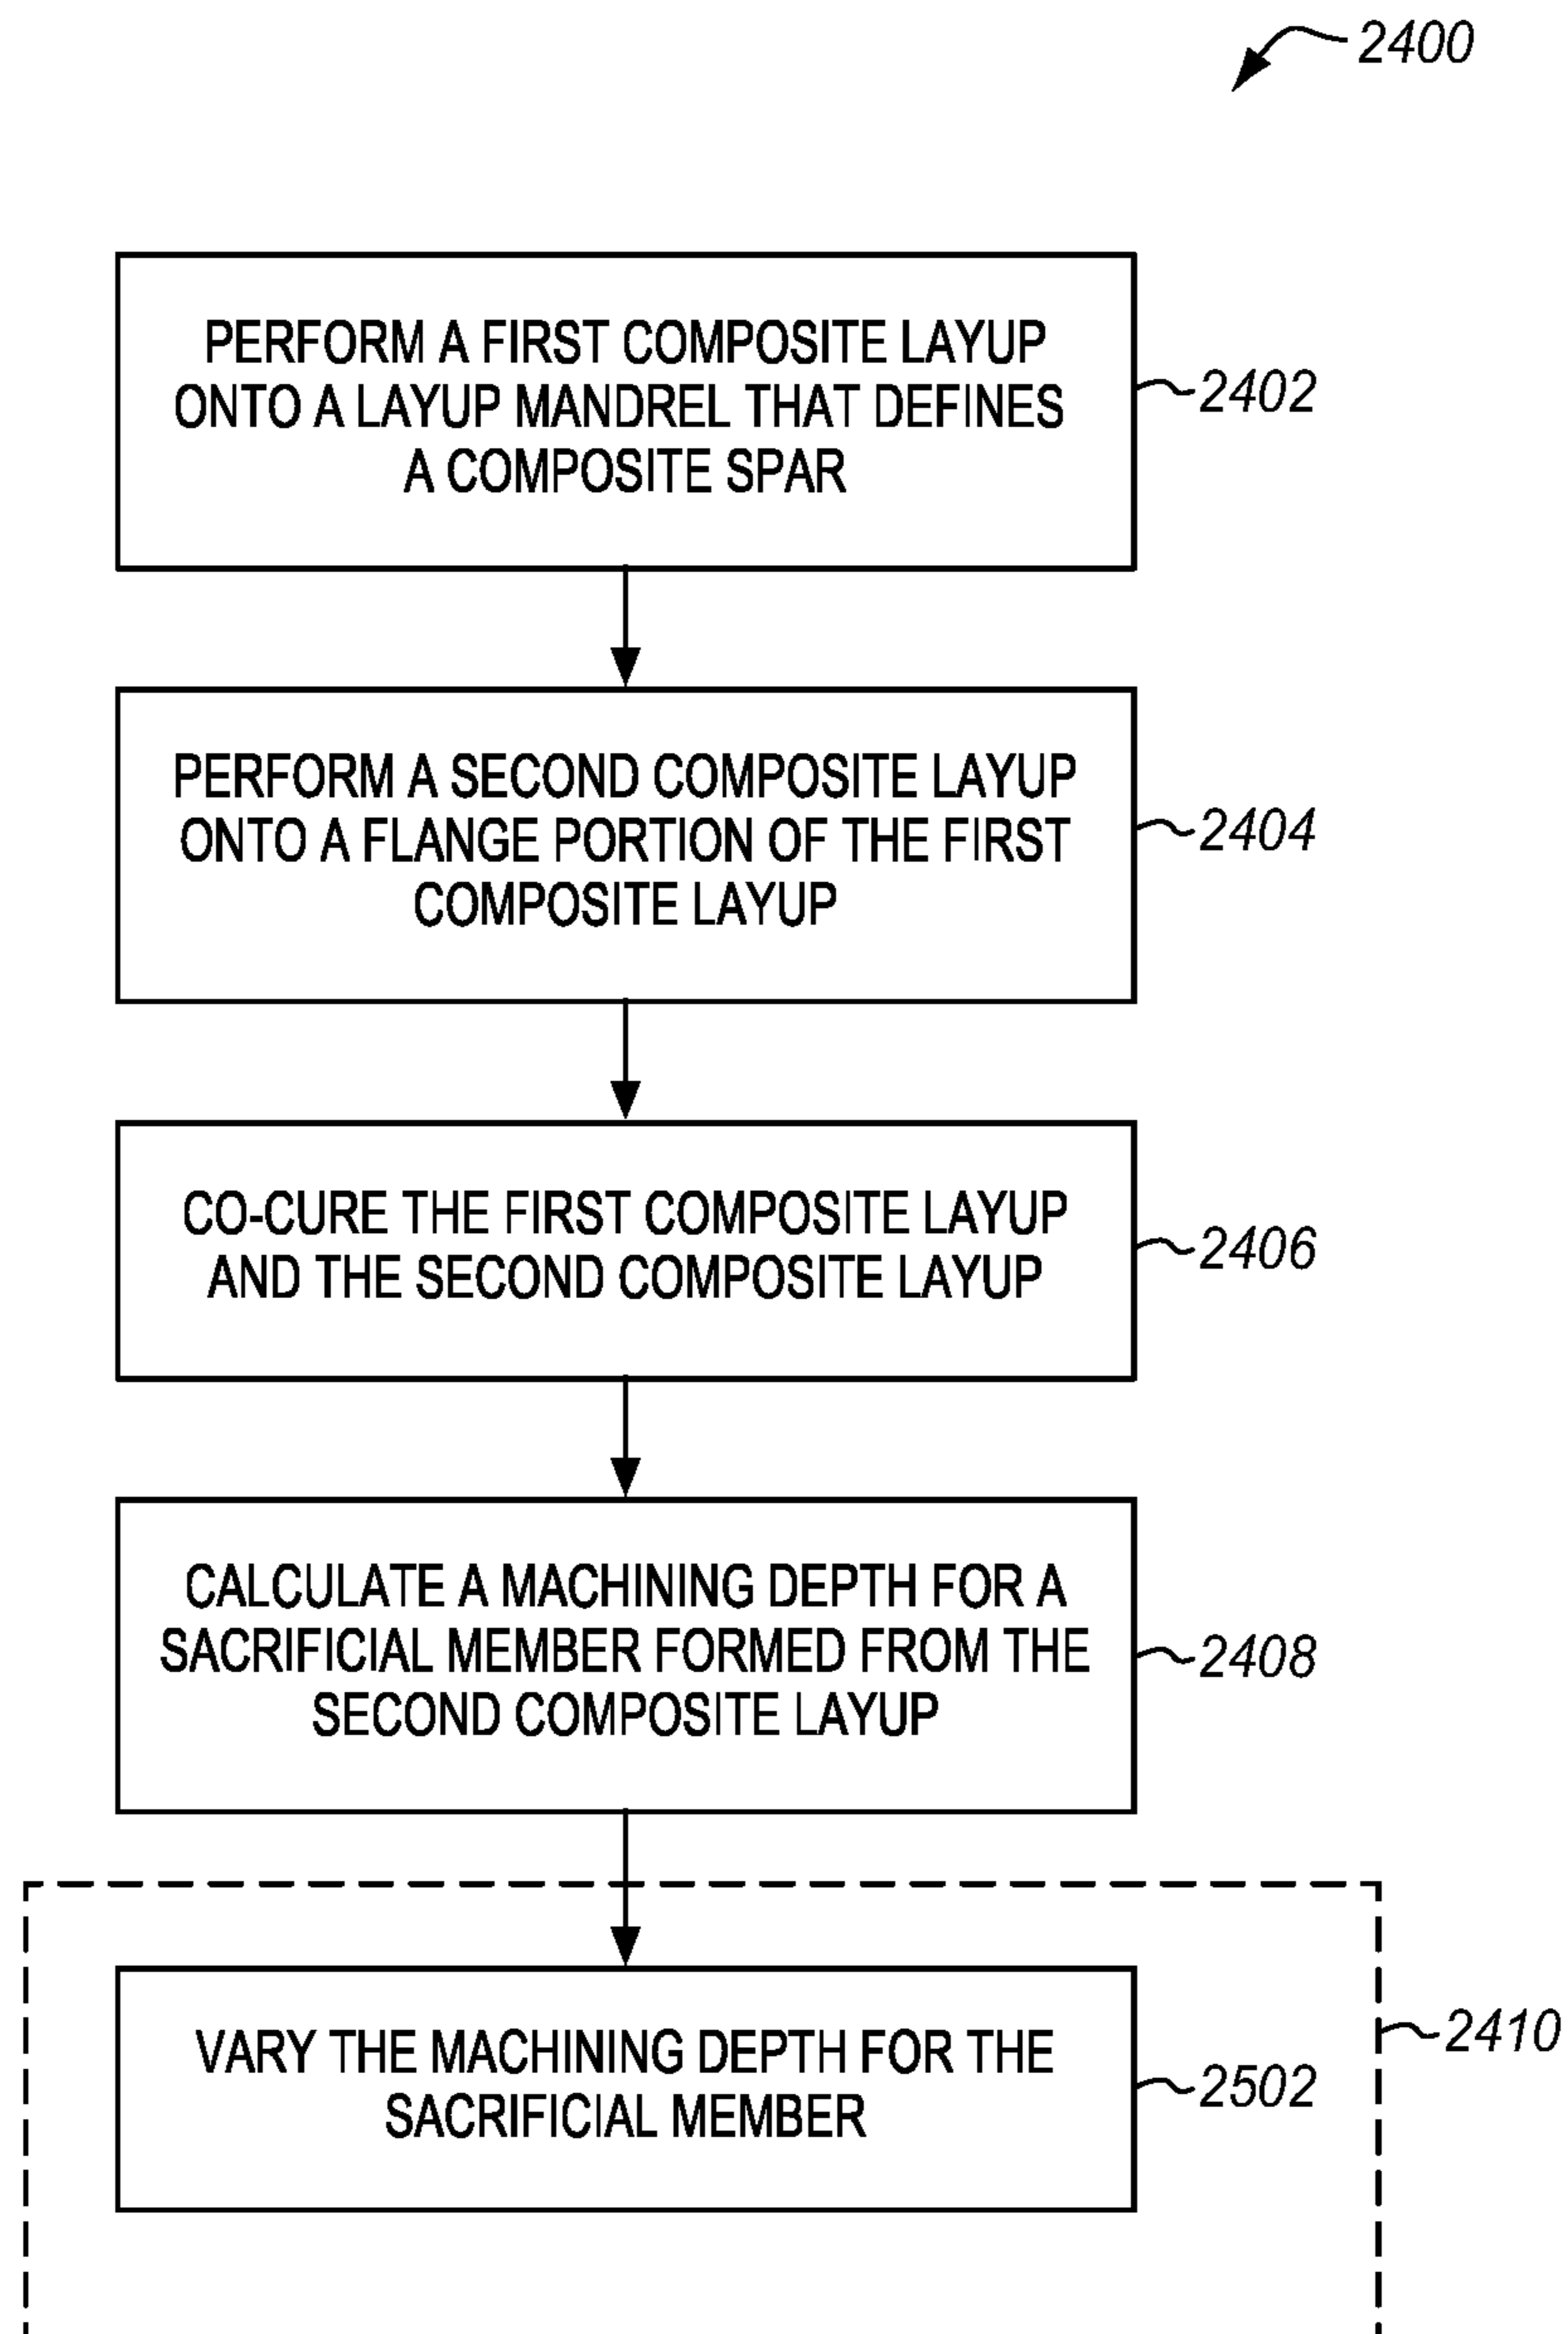 2400
PERFORM A FIRST COMPOSITE LAYUP
ONTO A LAYUP MANDREL THAT DEFINES
A COMPOSITE SPAR
2402
PERFORM A SECOND COMPOSITE LAYUP
ONTO A FLANGE PORTION OF THE FIRST
COMPOSITE LAYUP
2404
CO-CURE THE FIRST COMPOSITE LAYUP
AND THE SECOND COMPOSITE LAYUP
2406
CALCULATE A MACHINING DEPTH FOR A
SACRIFICIAL MEMBER FORMED FROM THE
SECOND COMPOSITE LAYUP
2408
VARY THE MACHINING DEPTH FOR THE
SACRIFICIAL MEMBER
2410
2502